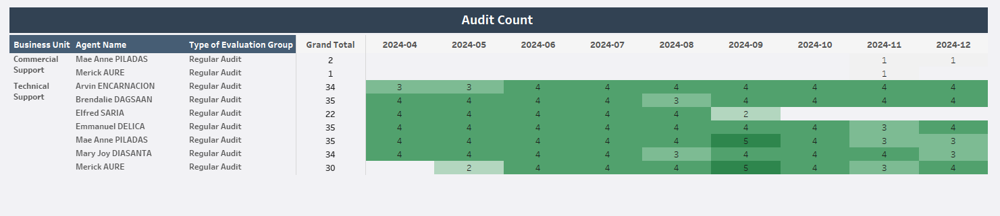 Audit Count
Business Unit Agent Name Type of Evaluation Group Grand Total 2024-04 2024-05 2024-06 2024-07 2024-08 2024-09 2024-10 2024-11 2024-12
Commercial Support Mae Anne PILADAS Regular Audit 2 1 1
Merick AURE Regular Audit 1 1
Technical Support Arvin ENCARNACION Regular Audit 34 3 3 4 4 4 4 4 4 4
Brendalie DAGSAAN Regular Audit 35 4 4 4 4 3 4 4 4 4
Elfred SARIA Regular Audit 22 4 4 4 4 4 2
Emmanuel DELICA Regular Audit 35 4 4 4 4 4 4 4 3 4
Mae Anne PILADAS Regular Audit 35 4 4 4 4 4 5 4 3 3
Mary Joy DIASANTA Regular Audit 34 4 4 4 4 3 4 4 4 3
Merick AURE Regular Audit 30 2 4 4 4 5 4 3 4